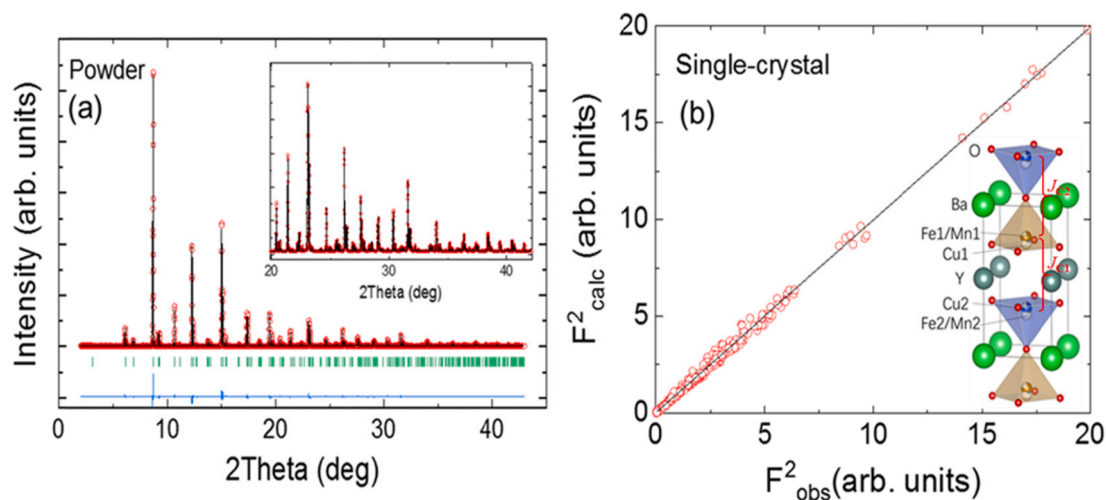 Powder
(a)
Intensity (arb. units)
20 30 40
2Theta (deg)
0 10 20 30 40
2Theta (deg)
Single-crystal
(b)
F²calc (arb. units)
20
15
10
5
0
O
Ba
Fe1/Mn1
Cu1
Y
Cu2
Fe2/Mn2
Jc2
Jc1
0 5 10 15 20
F²obs(arb. units)